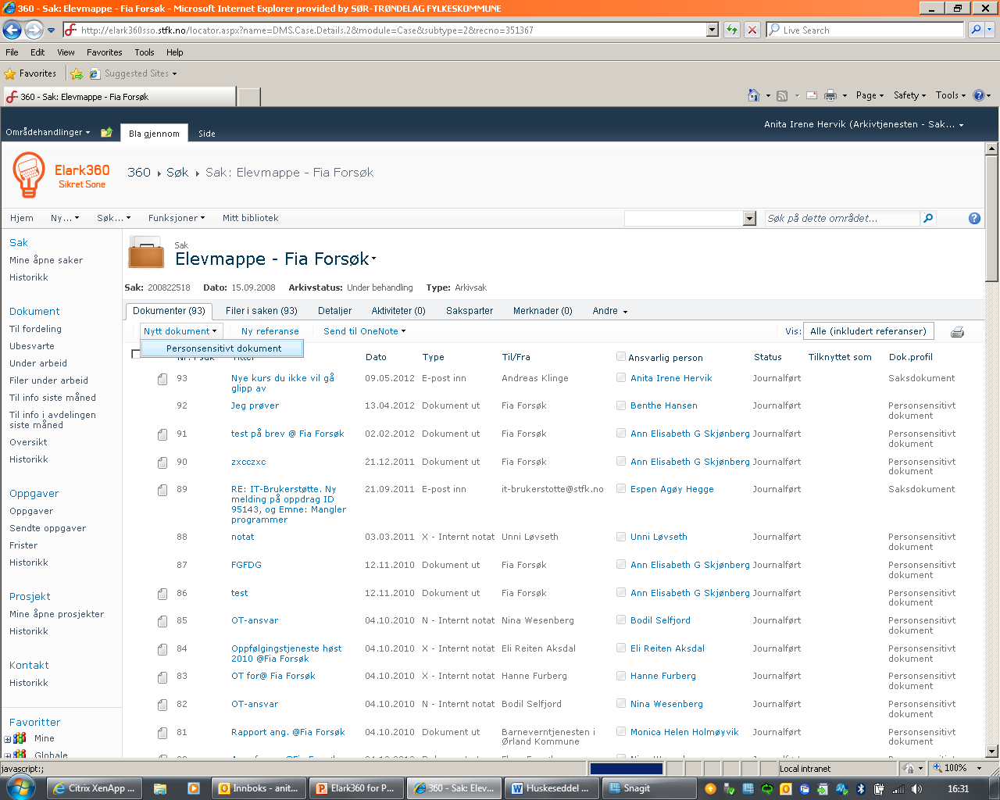 360 - Sak: Elevmappe - Fia Forsøk - Microsoft Internet Explorer provided by SØR-TRØNDELAG FYLKESKOMMUNE
http://elark360sso.stfk.no/locator.aspx?name=DMS.Case.Details.2&module=Case&subtype=2&recno=351367
Live Search
File Edit View Favorites Tools Help
Favorites Suggested Sites
360 - Sak: Elevmappe - Fia Forsøk
Page Safety Tools
Områdehandlinger Bla gjennom Side
Anita Irene Hervik (Arkivtjenesten - Sak...
Elark360
Sikret Sone
360 Søk Sak: Elevmappe - Fia Forsøk
Hjem Ny... Søk... Funksjoner Mitt bibliotek
Søk på dette området...
Sak
Mine åpne saker
Historikk
Dokument
Til fordeling
Ubesvarte
Under arbeid
Filer under arbeid
Til info siste måned
Til info i avdelingen
siste måned
Oversikt
Historikk
Oppgaver
Oppgaver
Sendte oppgaver
Frister
Historikk
Prosjekt
Mine åpne prosjekter
Historikk
Kontakt
Historikk
Favoritter
Mine
Globale
Sak
Elevmappe - Fia Forsøk
Sak: 200822518 Dato: 15.09.2008 Arkivstatus: Under behandling Type: Arkivsak
Dokumenter (93) Filer i saken (93) Detaljer Aktiviteter (0) Saksparter Merknader (0) Andre
Nytt dokument Ny referanse Send til OneNote Vis: Alle (inkludert referanser)
Personsensitivt dokument
Dato Type Til/Fra Ansvarlig person Status Tilknyttet som Dok.profil
93 Nye kurs du ikke vil gå 09.05.2012 E-post inn Andreas Klinge Anita Irene Hervik Journalført Saksdokument
glipp av
92 Jeg prøver 13.04.2012 Dokument ut Fia Forsøk Benthe Hansen Journalført Personsensitivt
dokument
91 test på brev @ Fia Forsøk 02.02.2012 Dokument ut Fia Forsøk Ann Elisabeth G Skjønberg Journalført Personsensitivt
dokument
90 zxcczxc 21.12.2011 Dokument ut Fia Forsøk Ann Elisabeth G Skjønberg Journalført Personsensitivt
dokument
89 RE: IT-Brukerstøtte. Ny 21.09.2011 E-post inn it-brukerstotte@stfk.no Espen Agøy Hegge Journalført Saksdokument
melding på oppdrag ID
95143, og Emne: Mangler
programmer
88 notat 03.03.2011 X - Internt notat Unni Løvseth Unni Løvseth Journalført Personsensitivt
dokument
87 FGFDG 12.11.2010 Dokument ut Fia Forsøk Ann Elisabeth G Skjønberg Journalført Personsensitivt
dokument
86 test 12.11.2010 Dokument ut Fia Forsøk Ann Elisabeth G Skjønberg Journalført Personsensitivt
dokument
85 OT-ansvar 04.10.2010 N - Internt notat Nina Wesenberg Bodil Selfjord Journalført Personsensitivt
dokument
84 Oppfølgingstjeneste høst 04.10.2010 X - Internt notat Eli Reiten Aksdal Eli Reiten Aksdal Journalført Personsensitivt
2010 @Fia Forsøk dokument
83 OT for@ Fia Forsøk 04.10.2010 X - Internt notat Hanne Furberg Hanne Furberg Journalført Personsensitivt
dokument
82 OT-ansvar 04.10.2010 N - Internt notat Bodil Selfjord Nina Wesenberg Journalført Personsensitivt
dokument
81 Rapport ang. @Fia Forsøk 04.10.2010 Dokument ut Barneverntjenesten i Monica Helen Holmøyvik Journalført Personsensitivt
Ørland Kommune dokument
javascript:; Local intranet 100%
Citrix XenApp ... Innboks - anit... Elark360 for P... 360 - Sak: Elev... Huskeseddel ... Snagit 16:31